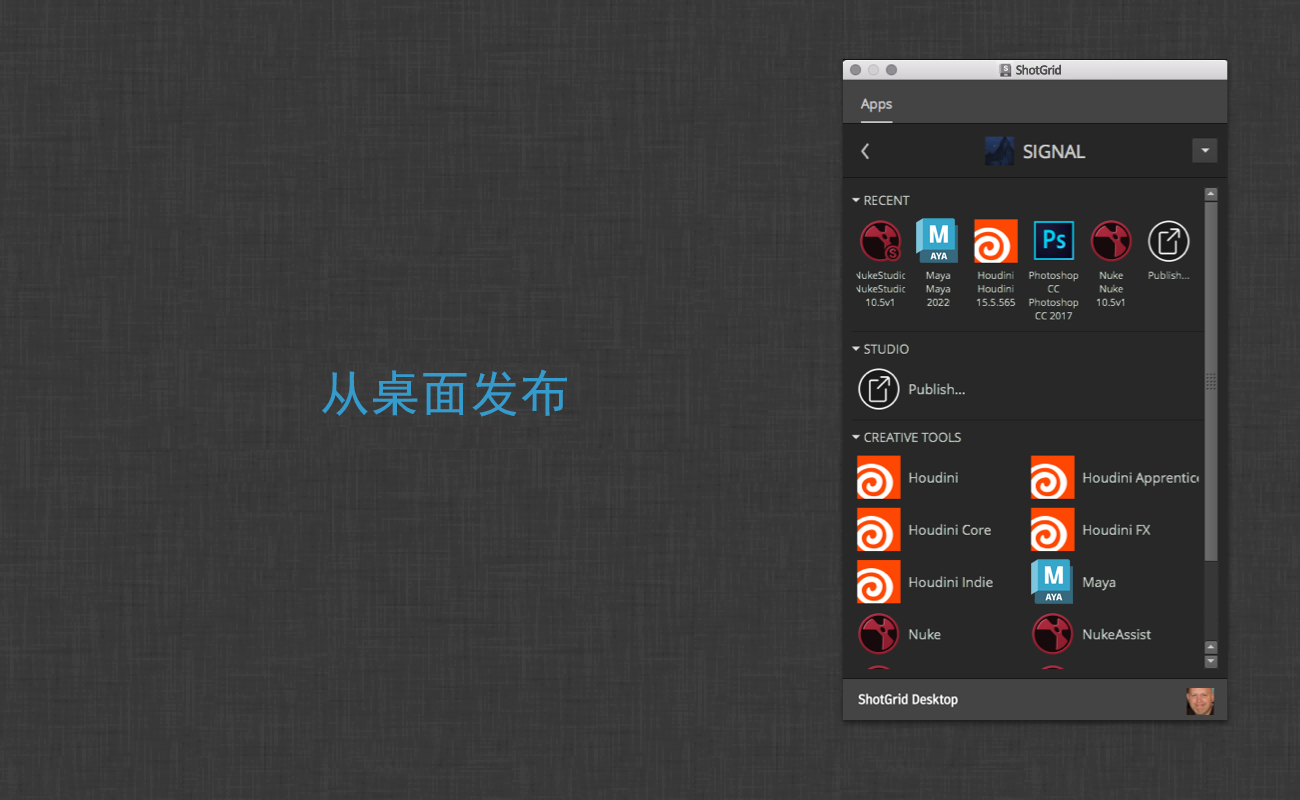 ShotGrid
Apps
SIGNAL
RECENT
M
AYA
Ps
NukeStudio
NukeStudio
10.5v1
Maya
Maya
2022
Houdini
Houdini
15.5.565
Photoshop
CC
Photoshop
CC 2017
Nuke
Nuke
10.5v1
Publish...
从桌面发布
STUDIO
Publish...
CREATIVE TOOLS
Houdini
Houdini Apprentice
Houdini Core
Houdini FX
Houdini Indie
M
AYA
Maya
Nuke
NukeAssist
ShotGrid Desktop